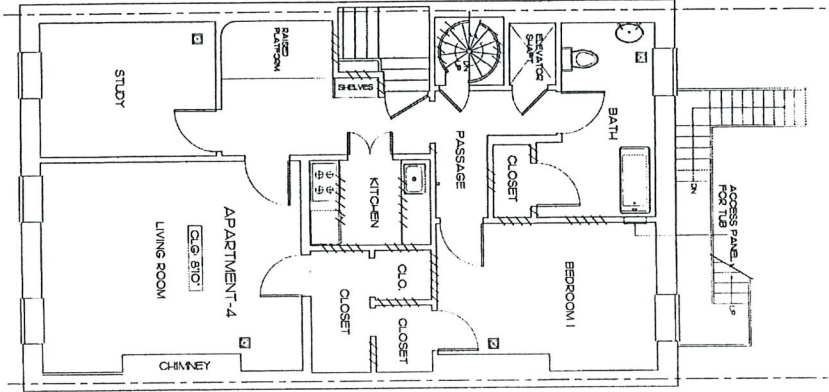 STUDY
RAISED
PLATFORM
SHELVES
DN
UP
ELEVATOR
SHAFT
BATH
PASSAGE
CLOSET
KITCHEN
APARTMENT-4
CLG: 8'10"
LIVING ROOM
CLO.
CLOSET
CLOSET
BEDROOM 1
CHIMNEY
DN
ACCESS PANEL
FOR TUB
UP